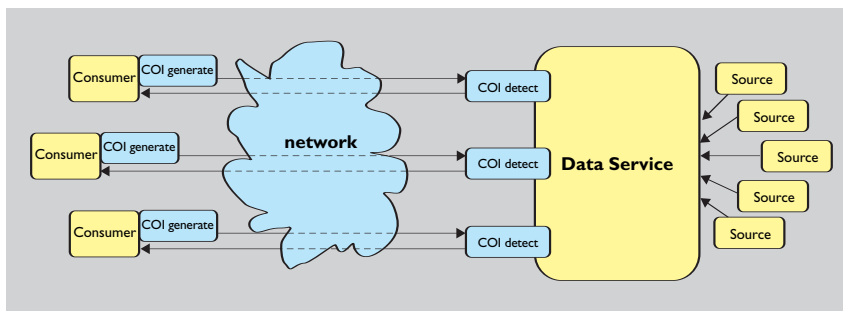 Consumer
COI generate
COI detect
Consumer
COI generate
network
COI detect
Consumer
COI generate
COI detect
Data Service
Source
Source
Source
Source
Source